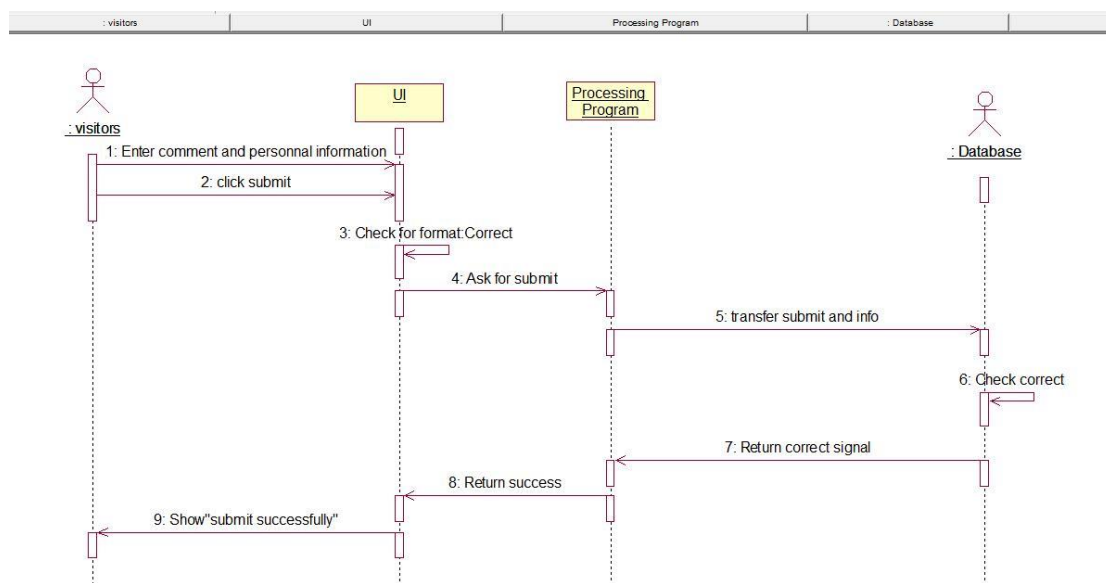 : visitors
UI
Processing Program
: Database
UI
Processing
Program
: visitors
: Database
1: Enter comment and personnal information
2: click submit
3: Check for format:Correct
4: Ask for submit
5: transfer submit and info
6: Check correct
7: Return correct signal
8: Return success
9: Show"submit successfully"